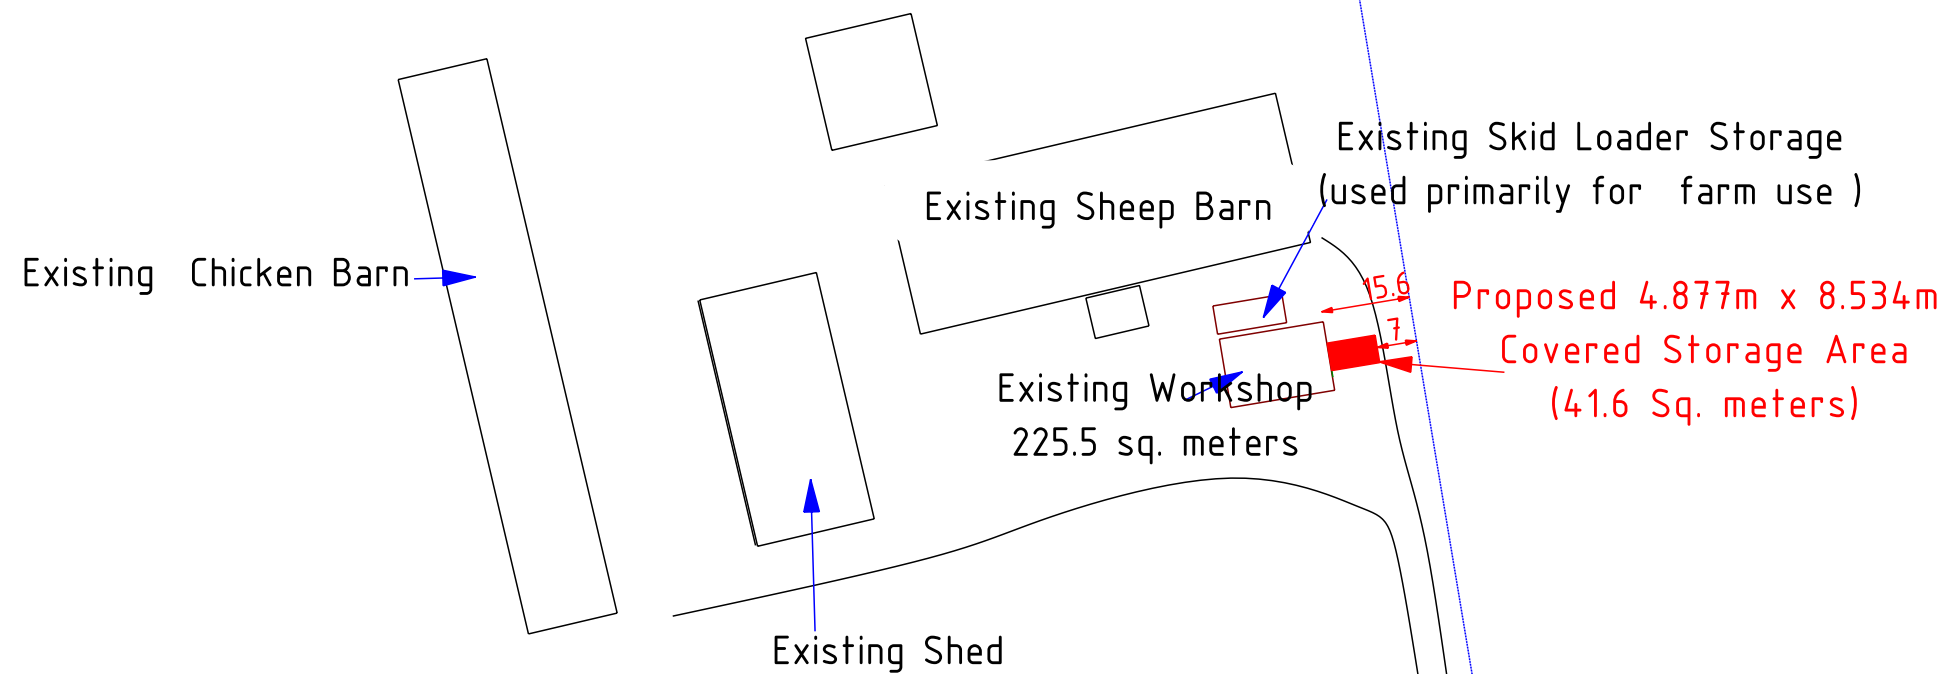 Existing Skid Loader Storage
(used primarily for farm use )
Existing Sheep Barn
Existing Chicken Barn
15.6
Proposed 4.877m x 8.534m
Covered Storage Area
(41.6 Sq. meters)
7
Existing Workshop
225.5 sq. meters
Existing Shed